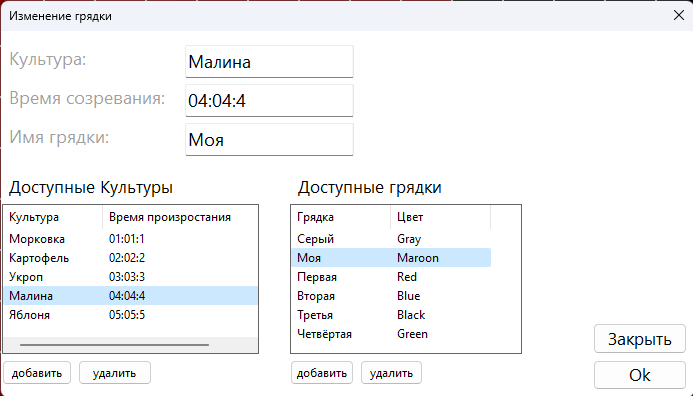 Изменение грядки
Культура: Малина
Время созревания: 04:04:4
Имя грядки: Моя
Доступные Культуры
Культура Время произростания
Морковка 01:01:1
Картофель 02:02:2
Укроп 03:03:3
Малина 04:04:4
Яблоня 05:05:5
добавить удалить
Доступные грядки
Грядка Цвет
Серый Gray
Моя Maroon
Первая Red
Вторая Blue
Третья Black
Четвёртая Green
добавить удалить
Закрыть
Ok